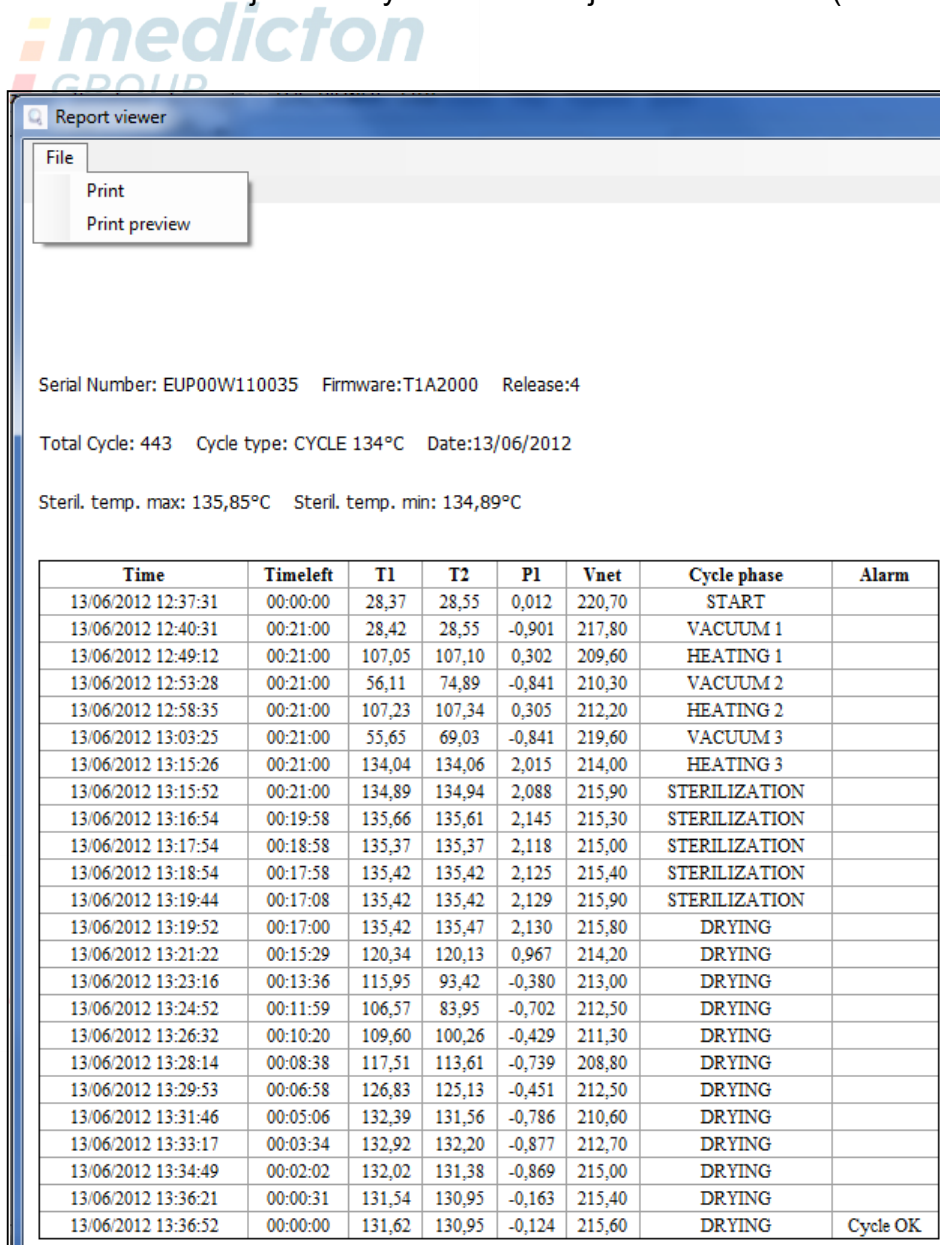 medicton
GROUP
Report viewer
File
Print
Print preview
Serial Number: EUP00W110035 Firmware:T1A2000 Release:4
Total Cycle: 443 Cycle type: CYCLE 134°C Date:13/06/2012
Steril. temp. max: 135,85°C Steril. temp. min: 134,89°C
Time Timeleft T1 T2 P1 Vnet Cycle phase Alarm
13/06/2012 12:37:31 00:00:00 28,37 28,55 0,012 220,70 START
13/06/2012 12:40:31 00:21:00 28,42 28,55 -0,901 217,80 VACUUM 1
13/06/2012 12:49:12 00:21:00 107,05 107,10 0,302 209,60 HEATING 1
13/06/2012 12:53:28 00:21:00 56,11 74,89 -0,841 210,30 VACUUM 2
13/06/2012 12:58:35 00:21:00 107,23 107,34 0,305 212,20 HEATING 2
13/06/2012 13:03:25 00:21:00 55,65 69,03 -0,841 219,60 VACUUM 3
13/06/2012 13:15:26 00:21:00 134,04 134,06 2,015 214,00 HEATING 3
13/06/2012 13:15:52 00:21:00 134,89 134,94 2,088 215,90 STERILIZATION
13/06/2012 13:16:54 00:19:58 135,66 135,61 2,145 215,30 STERILIZATION
13/06/2012 13:17:54 00:18:58 135,37 135,37 2,118 215,00 STERILIZATION
13/06/2012 13:18:54 00:17:58 135,42 135,42 2,125 215,40 STERILIZATION
13/06/2012 13:19:44 00:17:08 135,42 135,42 2,129 215,90 STERILIZATION
13/06/2012 13:19:52 00:17:00 135,42 135,47 2,130 215,80 DRYING
13/06/2012 13:21:22 00:15:29 120,34 120,13 0,967 214,20 DRYING
13/06/2012 13:23:16 00:13:36 115,95 93,42 -0,380 213,00 DRYING
13/06/2012 13:24:52 00:11:59 106,57 83,95 -0,702 212,50 DRYING
13/06/2012 13:26:32 00:10:20 109,60 100,26 -0,429 211,30 DRYING
13/06/2012 13:28:14 00:08:38 117,51 113,61 -0,739 208,80 DRYING
13/06/2012 13:29:53 00:06:58 126,83 125,13 -0,451 212,50 DRYING
13/06/2012 13:31:46 00:05:06 132,39 131,56 -0,786 210,60 DRYING
13/06/2012 13:33:17 00:03:34 132,92 132,20 -0,877 212,70 DRYING
13/06/2012 13:34:49 00:02:02 132,02 131,38 -0,869 215,00 DRYING
13/06/2012 13:36:21 00:00:31 131,54 130,95 -0,163 215,40 DRYING
13/06/2012 13:36:52 00:00:00 131,62 130,95 -0,124 215,60 DRYING Cycle OK